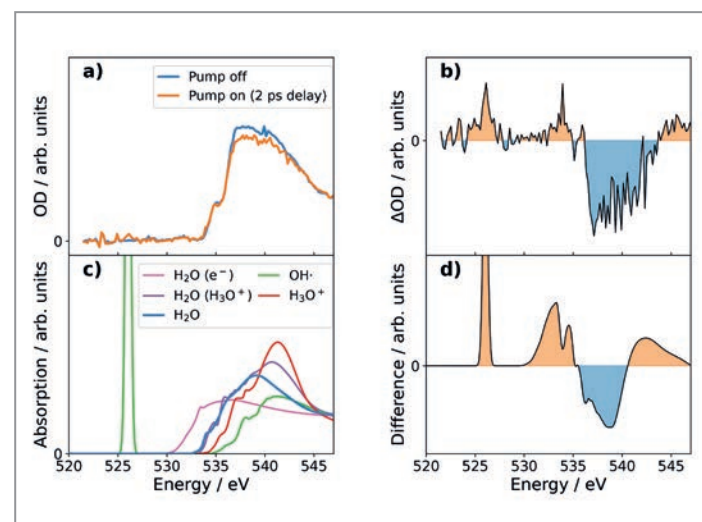 a)
Pump off
Pump on (2 ps delay)
OD / arb. units
0
b)
ΔOD / arb. units
0
c)
H₂O (e⁻)
H₂O (H₃O⁺)
H₂O
OH·
H₃O⁺
Absorption / arb. units
0
520 525 530 535 540 545
Energy / eV
d)
Difference / arb. units
0
520 525 530 535 540 545
Energy / eV